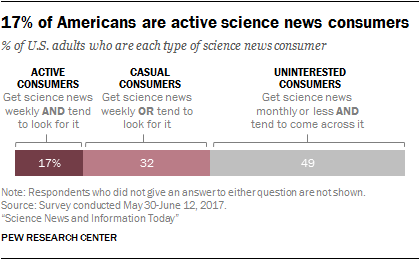 17% of Americans are active science news consumers
% of U.S. adults who are each type of science news consumer
ACTIVE
CONSUMERS
Get science news
weekly AND tend
to look for it
CASUAL
CONSUMERS
Get science news
weekly OR tend to
look for it
UNINTERESTED
CONSUMERS
Get science news
monthly or less AND
tend to come across it
17%
32
49
Note: Respondents who did not give an answer to either question are not shown.
Source: Survey conducted May 30-June 12, 2017.
“Science News and Information Today”
PEW RESEARCH CENTER